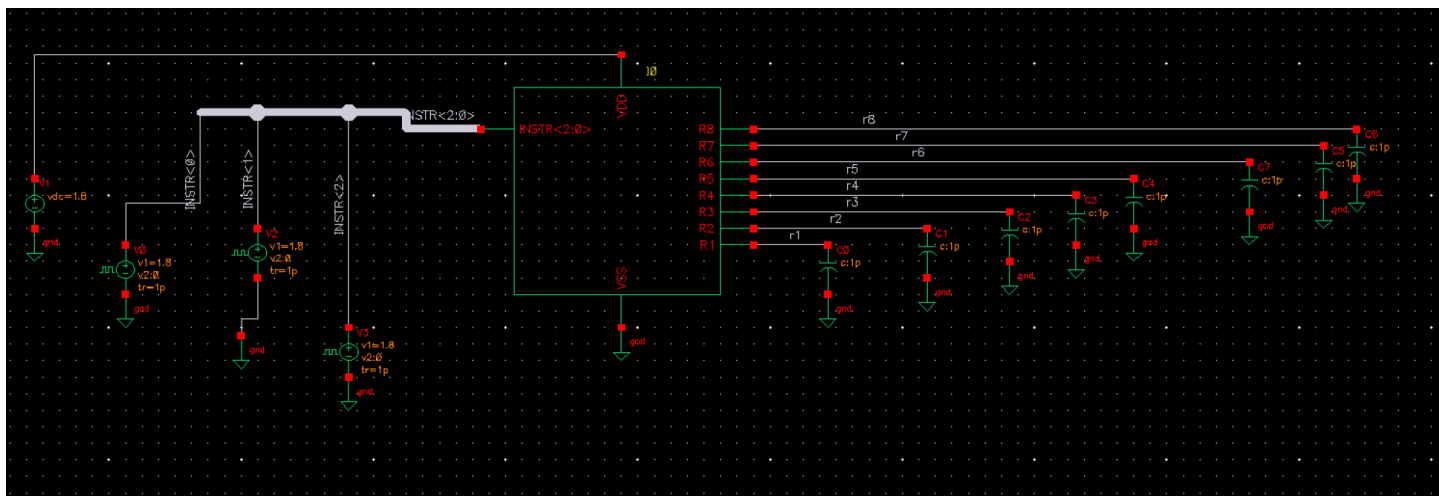 I0
VDD
INSTR<2:0>
INSTR<2:0>
INSTR<0>
INSTR<1>
INSTR<2>
R8
R7
R6
R5
R4
R3
R2
R1
VSS
gnd
r8
r7
r6
r5
r4
r3
r2
r1
V1
vdc=1.8
gnd
V0
v1=1.8
v2:0
tr=1p
gnd
V2
v1=1.8
v2:0
tr=1p
gnd
V3
v1=1.8
v2:0
tr=1p
gnd
C0
c:1p
gnd
C1
c:1p
gnd
C2
c:1p
gnd
C3
c:1p
gnd
C4
c:1p
gnd
C7
c:1p
gnd
C5
c:1p
gnd
C6
c:1p
gnd